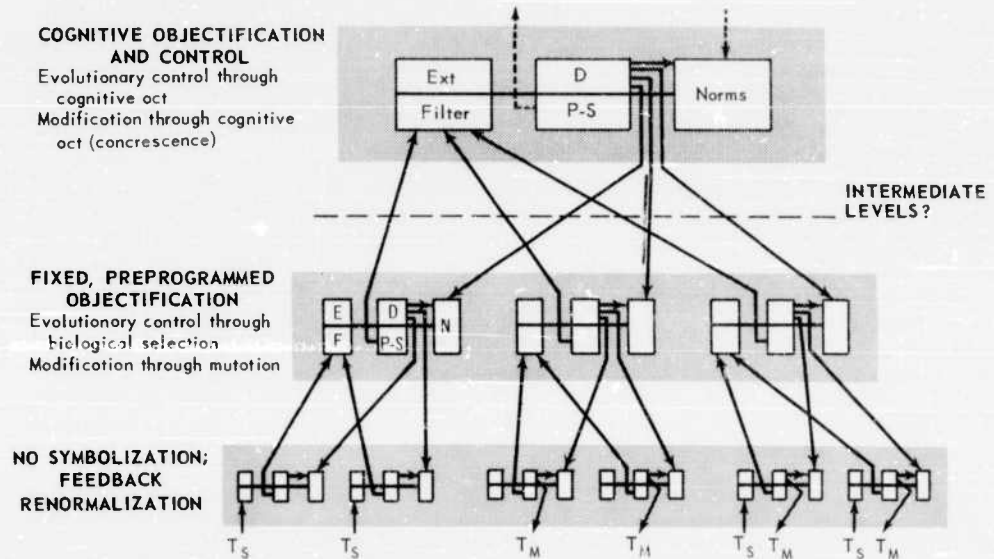 COGNITIVE OBJECTIFICATION
AND CONTROL
Evolutionary control through
cognitive oct
Modification through cognitive
oct (concrescence)
Ext
Filter
D
P-S
Norms
INTERMEDIATE
LEVELS?
FIXED, PREPROGRAMMED
OBJECTIFICATION
Evolutionory control through
biological selection
Modification through mutotion
E
F
D
P-S
N
NO SYMBOLIZATION;
FEEDBACK
RENORMALIZATION
TS
TS
TM
TM
TS
TM
TS
TM